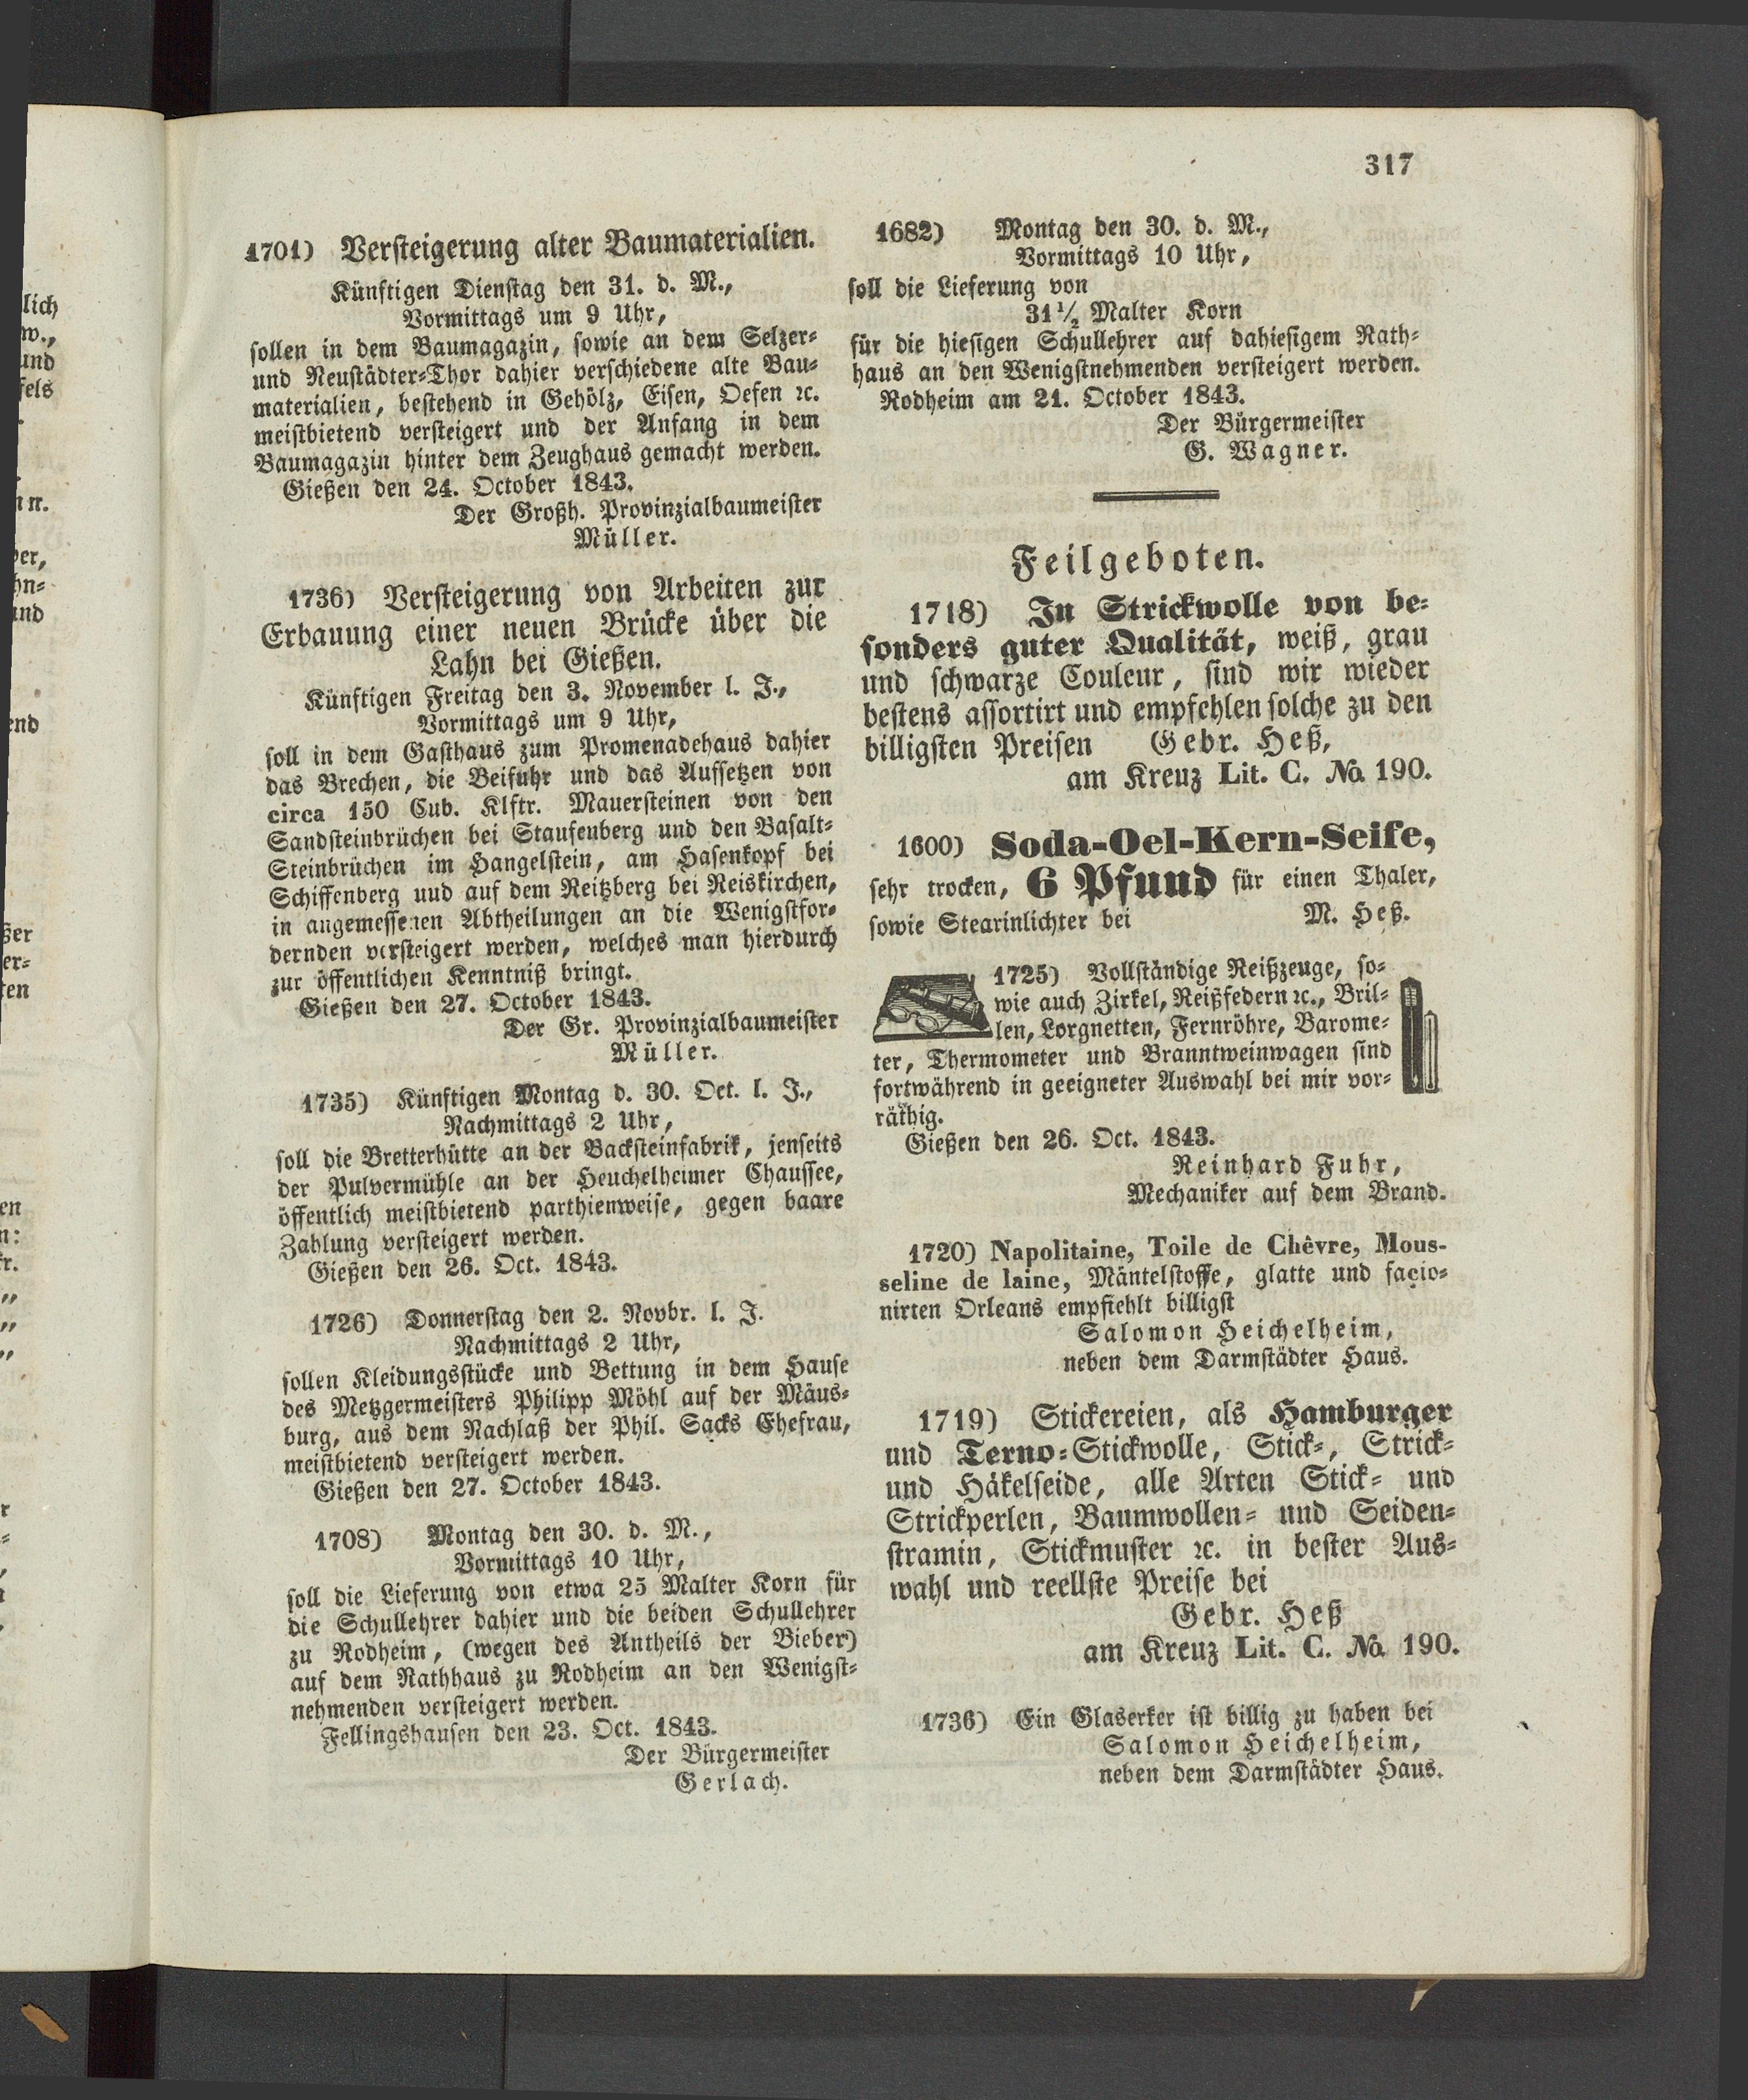 317
1701) Versteigerung alter Baumaterialien.
Künftigen Dienstag den 31. d. M.,
Vormittags um 9 Uhr,
sollen in dem Baumagazin, sowie an dem Selzer-
und Neustädter-Thor dahier verschiedene alte Bau-
materialien, bestehend in Gehölz, Eisen, Oefen ꝛc.
meistbietend versteigert und der Anfang in dem
Baumagazin hinter dem Zeughaus gemacht werden.
Gießen den 24. October 1843.
Der Großh. Provinzialbaumeister
Müller.
1736) Versteigerung von Arbeiten zur
Erbauung einer neuen Brücke über die
Lahn bei Gießen.
Künftigen Freitag den 3. November l. J.,
Vormittags um 9 Uhr,
soll in dem Gasthaus zum Promenadehaus dahier
das Brechen, die Beifuhr und das Aufsetzen von
circa 150 Cub. Klftr. Mauersteinen von den
Sandsteinbrüchen bei Staufenberg und den Basalt-
Steinbrüchen im Hangelstein, am Hasenkopf bei
Schiffenberg uud auf dem Reitzberg bei Reiskirchen,
in angemessenen Abtheilungen an die Wenigstfor-
dernden versteigert werden, welches man hierdurch
zur öffentlichen Kenntniß bringt.
Gießen den 27. October 1843.
Der Gr. Provinzialbaumeister
Müller.
1735) Künftigen Montag d. 30. Oct. l. J.,
Nachmittags 2 Uhr,
soll die Bretterhütte an der Backsteinfabrik, jenseits
der Pulvermühle an der Heuchelheimer Chaussee,
öffentlich meistbietend parthienweise, gegen baare
Zahlung versteigert werden.
Gießen den 26. Oct. 1843.
1726) Donnerstag den 2. Novbr. l. J.
Nachmittags 2 Uhr,
sollen Kleidungsstücke und Bettung in dem Hause
des Metzgermeisters Philipp Möhl auf der Mäus-
burg, aus dem Nachlaß der Phil. Sacks Ehefrau,
meistbietend versteigert werden.
Gießen den 27. October 1843.
1708) Montag den 30. d. M.,
Vormittags 10 Uhr,
soll die Lieferung von etwa 25 Malter Korn für
die Schullehrer dahier und die beiden Schullehrer
zu Rodheim, (wegen des Antheils der Bieber)
auf dem Rathhaus zu Rodheim an den Wenigst-
nehmenden versteigert werden.
Fellingshausen den 23. Oct. 1843.
Der Bürgermeister
Gerlach.
1682) Montag den 30. d. M.,
Vormittags 10 Uhr,
soll die Lieferung von
31½ Malter Korn
für die hiesigen Schullehrer auf dahiesigem Rath-
haus an den Wenigstnehmenden versteigert werden.
Rodheim am 21. October 1843.
Der Bürgermeister
G. Wagner.
Feilgeboten.
1718) In Strickwolle von be-
sonders guter Qualität, weiß, grau
und schwarze Couleur, sind wir wieder
bestens assortirt und empfehlen solche zu den
billigsten Preisen Gebr. Heß,
am Kreuz Lit. C. No. 190.
1600) Soda-Oel-Kern-Seife,
sehr trocken, 6 Pfund für einen Thaler,
sowie Stearinlichter bei M. Heß.
1725) Vollständige Reißzeuge, so-
wie auch Zirkel, Reißfedern ꝛc., Bril-
len, Lorgnetten, Fernröhre, Barome-
ter, Thermometer und Branntweinwagen sind
fortwährend in geeigneter Auswahl bei mir vor-
räthig.
Gießen den 26. Oct. 1843.
Reinhard Fuhr,
Mechaniker auf dem Brand.
1720) Napolitaine, Toile de Chêvre, Mous-
seline de laine, Mäntelstoffe, glatte und façio-
nirten Orleans empfiehlt billigst
Salomon Heichelheim,
neben dem Darmstädter Haus.
1719) Stickereien, als Hamburger
und Terno-Stickwolle, Stick-, Strick-
und Häkelseide, alle Arten Stick- und
Strickperlen, Baumwollen- und Seiden-
stramin, Stickmuster ꝛc. in bester Aus-
wahl und reellste Preise bei
Gebr. Heß
am Kreuz Lit. C. No. 190.
1736) Ein Glaserker ist billig zu haben bei
Salomon Heichelheim,
neben dem Darmstädter Haus.